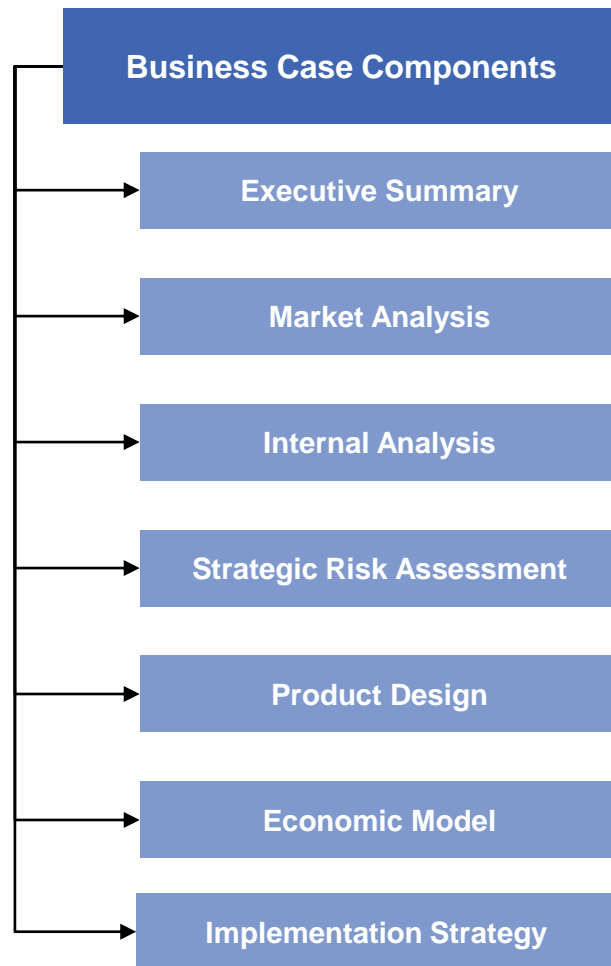 Business Case Components
Executive Summary
Market Analysis
Internal Analysis
Strategic Risk Assessment
Product Design
Economic Model
Implementation Strategy